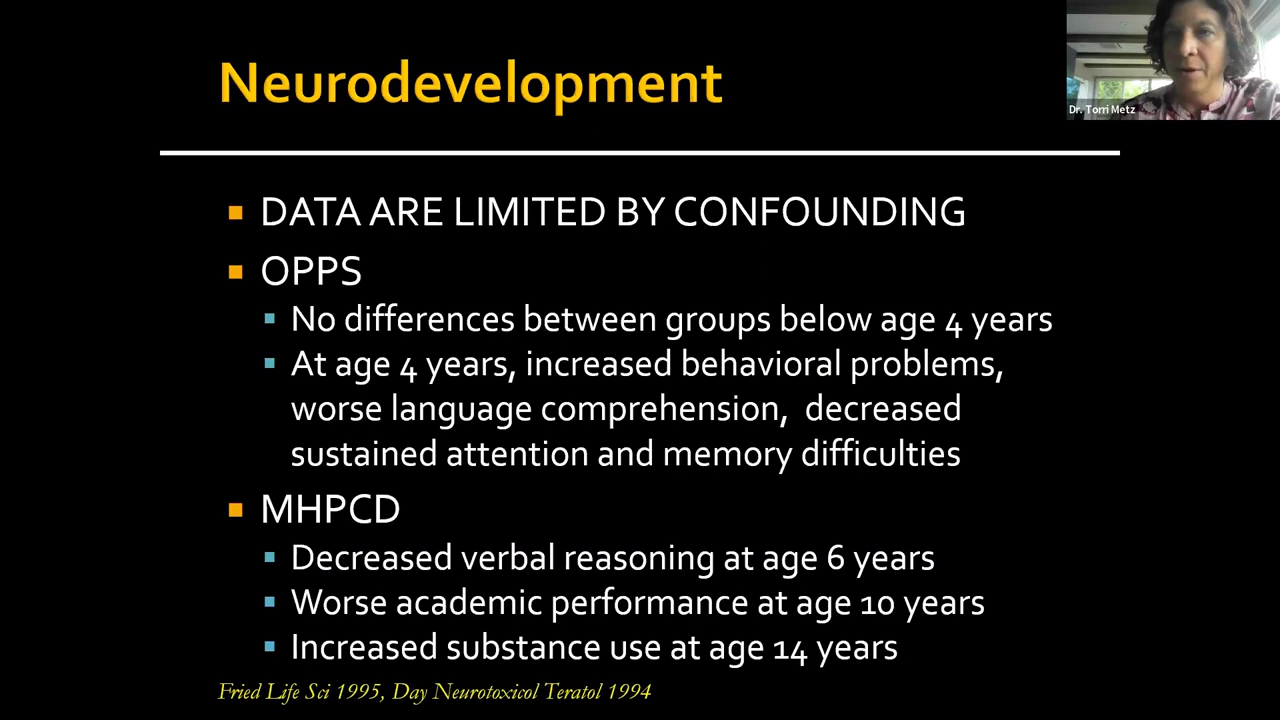 Neurodevelopment
Dr. Torri Metz
DATA ARE LIMITED BY CONFOUNDING
OPPS
No differences between groups below age 4 years
At age 4 years, increased behavioral problems,
worse language comprehension, decreased
sustained attention and memory difficulties
MHPCD
Decreased verbal reasoning at age 6 years
Worse academic performance at age 10 years
Increased substance use at age 14 years
Fried Life Sci 1995, Day Neurotoxicol Teratol 1994